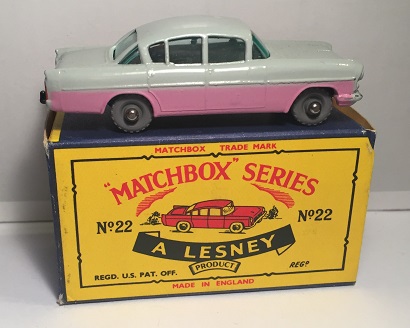 MATCHBOX TRADE MARK
"MATCHBOX" SERIES
Nº22 Nº22
A LESNEY
PRODUCT
REGD. U.S. PAT. OFF. REGD
MADE IN ENGLAND